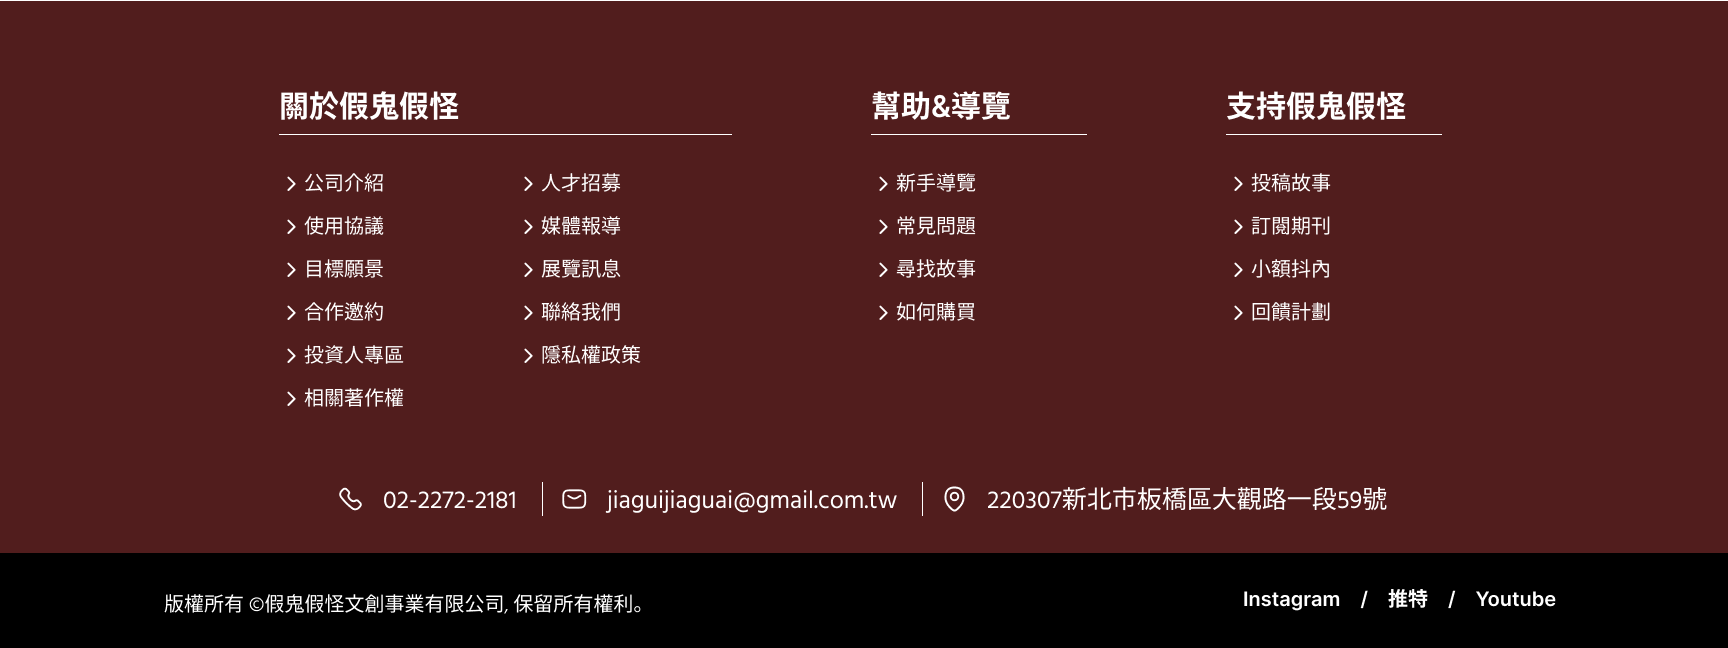 關於假鬼假怪
公司介紹
使用協議
目標願景
合作邀約
投資人專區
相關著作權
人才招募
媒體報導
展覽訊息
聯絡我們
隱私權政策
幫助&導覽
新手導覽
常見問題
尋找故事
如何購買
支持假鬼假怪
投稿故事
訂閱期刊
小額抖內
回饋計劃
02-2272-2181
jiaguijiaguai@gmail.com.tw
220307新北市板橋區大觀路一段59號
版權所有 ©假鬼假怪文創事業有限公司, 保留所有權利。
Instagram / 推特 / Youtube